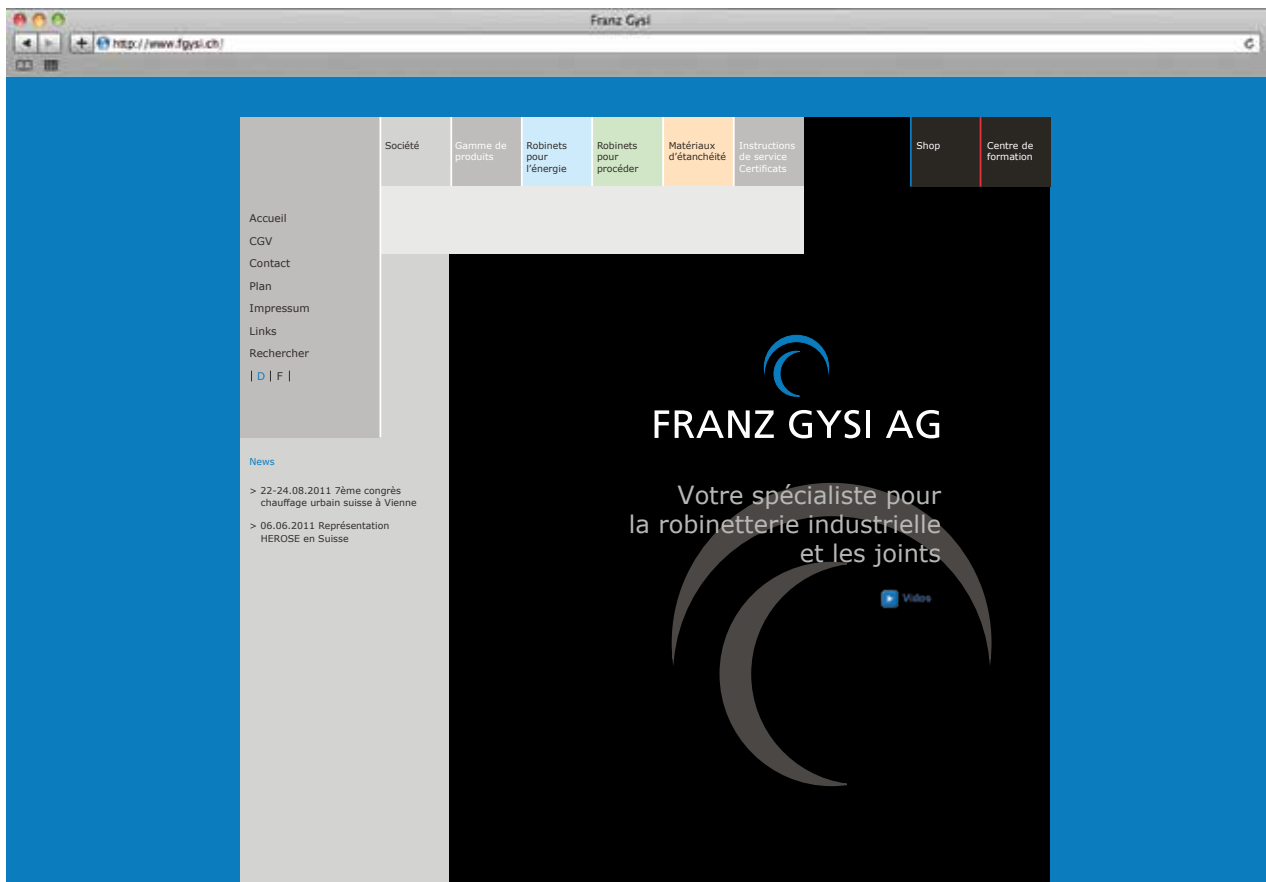 Franz Gysi
http://www.fgysi.ch/
Société
Gamme de
produits
Robinets
pour
l'énergie
Robinets
pour
procéder
Matériaux
d'étanchéité
Instructions
de service
Certificats
Shop
Centre de
formation
Accueil
CGV
Contact
Plan
Impressum
Links
Rechercher
| D | F |
News
> 22-24.08.2011 7ème congrès
chauffage urbain suisse à Vienne
> 06.06.2011 Représentation
HEROSE en Suisse
FRANZ GYSI AG
Votre spécialiste pour
la robinetterie industrielle
et les joints
Video